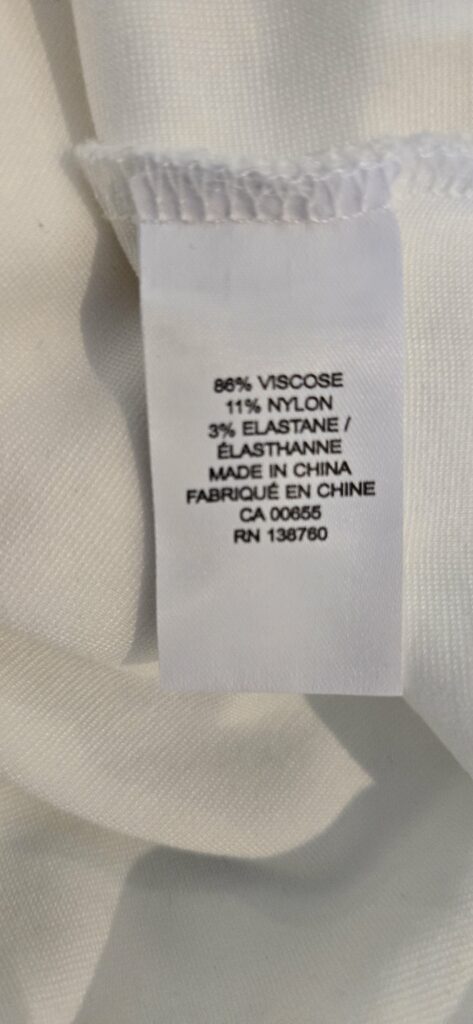 86% VISCOSE
11% NYLON
3% ELASTANE /
ÉLASTHANNE
MADE IN CHINA
FABRIQUÉ EN CHINE
CA 00655
RN 138760